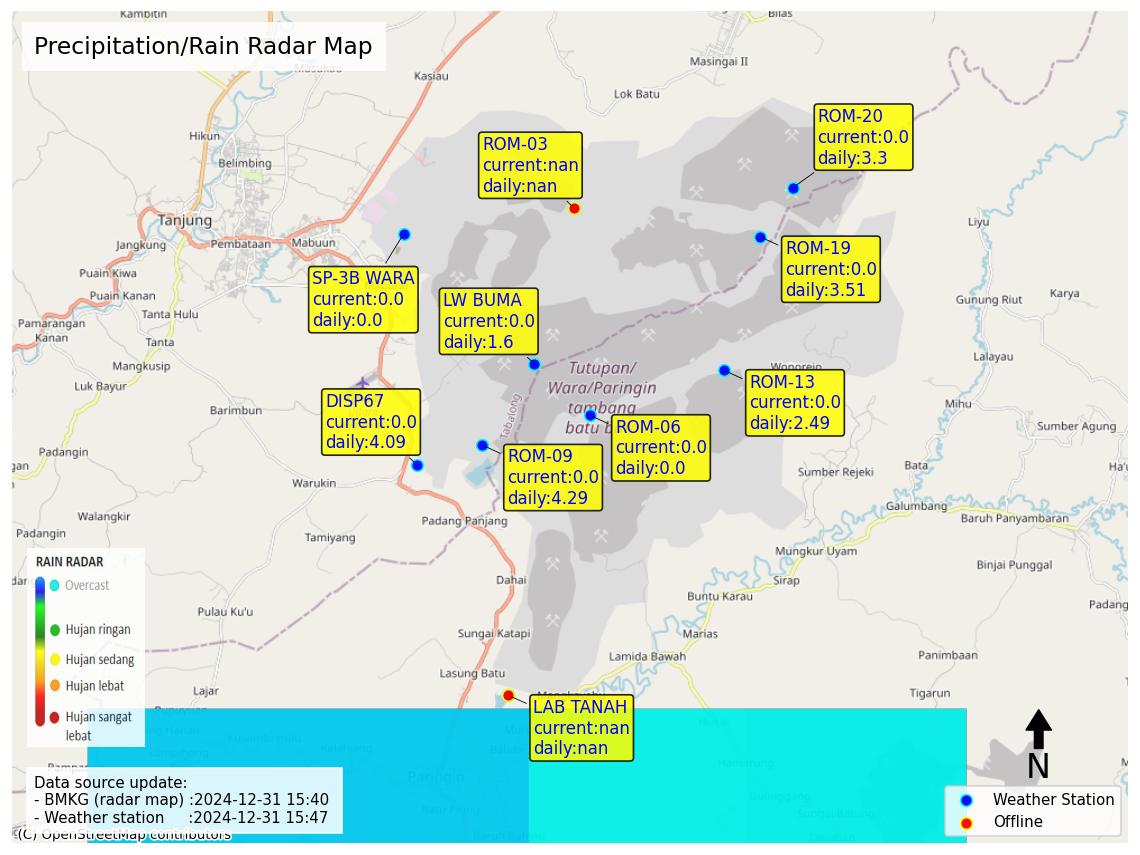 Precipitation/Rain Radar Map
Kambitin
Bilas
Masingai II
Kasiau
Lok Batu
Hikun
Belimbing
Tanjung
Jangkung
Pembataan
Mabuun
Puain Kiwa
Puain Kanan
Tanta Hulu
Pamarangan
Kanan
Tanta
Mangkusip
Luk Bayur
Barimbun
Warukin
Walangkir
Padangin
Tamiyang
Padang Panjang
Dahai
Pulau Ku'u
Sungai Katapi
Lasung Batu
Lajar
Liyu
Gunung Riut
Karya
Lalayau
Mihu
Sumber Agung
Wonorejo
Sumber Rejeki
Bata
Galumbang
Baruh Panyambaran
Mungkur Uyam
Binjai Punggal
Sirap
Buntu Karau
Marias
Lamida Bawah
Panimbaan
Tigarun
Tabalong
Paringin
Tutupan/
Wara/Paringin
tambang
batu
ROM-03
current:nan
daily:nan
ROM-20
current:0.0
daily:3.3
ROM-19
current:0.0
daily:3.51
SP-3B WARA
current:0.0
daily:0.0
LW BUMA
current:0.0
daily:1.6
ROM-13
current:0.0
daily:2.49
DISP67
current:0.0
daily:4.09
ROM-06
current:0.0
daily:0.0
ROM-09
current:0.0
daily:4.29
LAB TANAH
current:nan
daily:nan
RAIN RADAR
Overcast
Hujan ringan
Hujan sedang
Hujan lebat
Hujan sangat
lebat
Data source update:
- BMKG (radar map) :2024-12-31 15:40
- Weather station :2024-12-31 15:47
(C) OpenStreetMap contributors
N
Weather Station
Offline